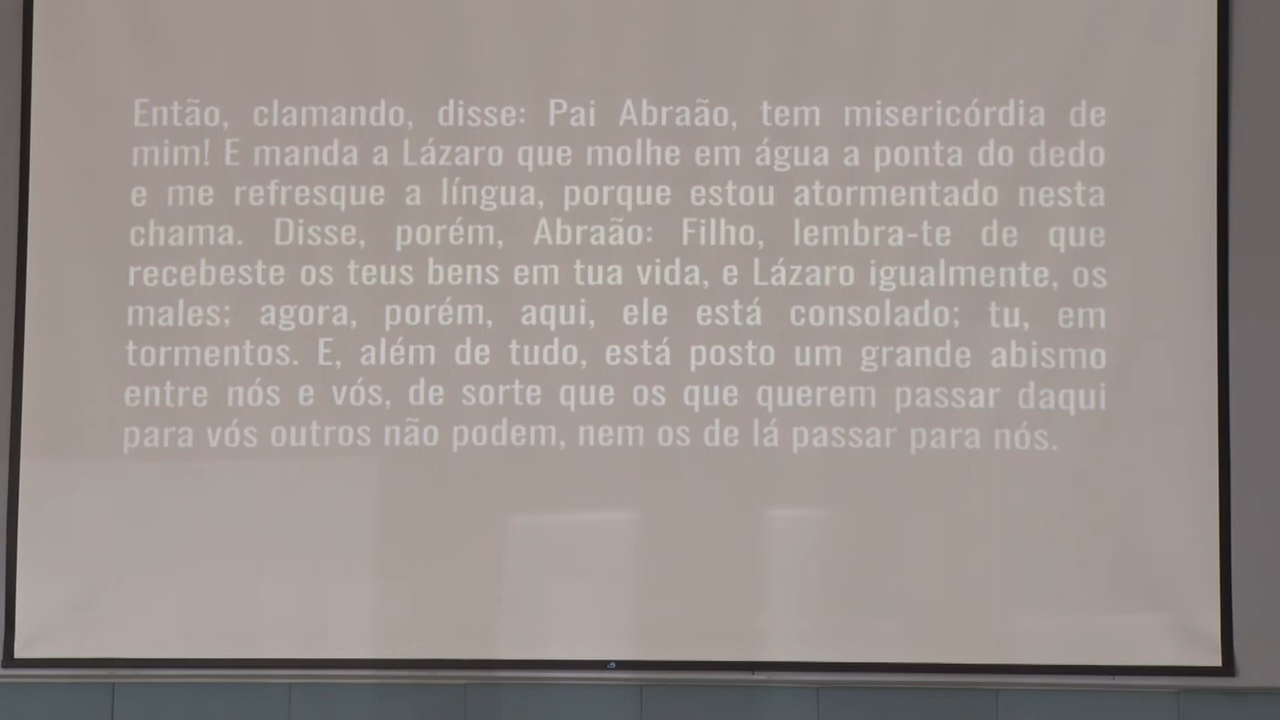 Então, clamando, disse: Pai Abraão, tem misericórdia de
mim! E manda a Lázaro que molhe em água a ponta do dedo
e me refresque a língua, porque estou atormentado nesta
chama. Disse, porém, Abraão: Filho, lembra-te de que
recebeste os teus bens em tua vida, e Lázaro igualmente, os
males; agora, porém, aqui, ele está consolado; tu, em
tormentos. E, além de tudo, está posto um grande abismo
entre nós e vós, de sorte que os que querem passar daqui
para vós outros não podem, nem os de lá passar para nós.